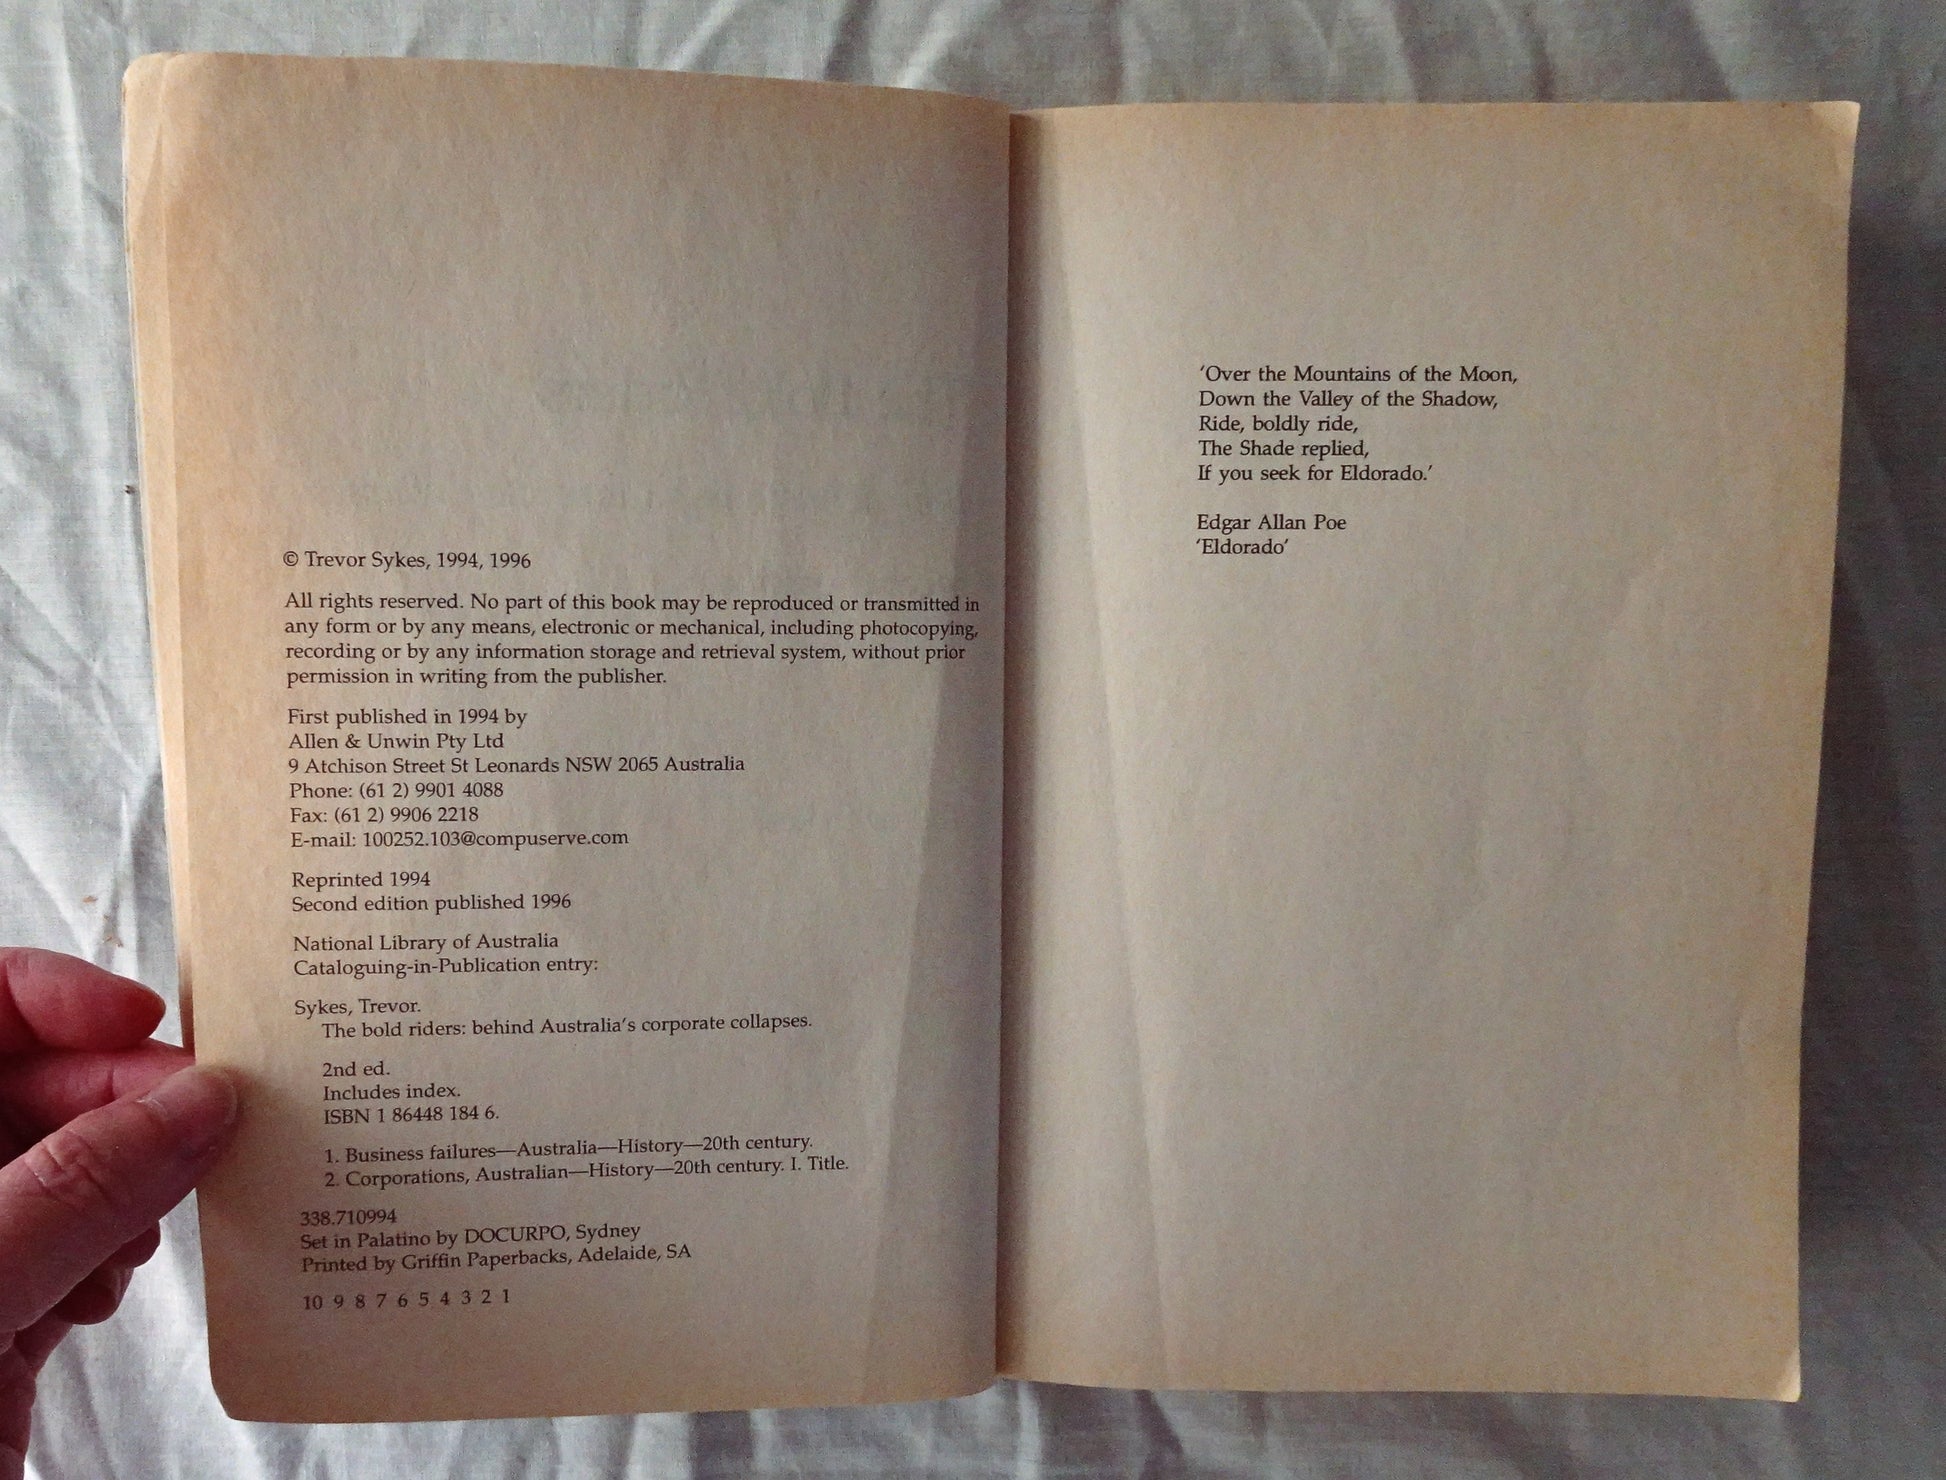 © Trevor Sykes, 1994, 1996
All rights reserved. No part of this book may be reproduced or transmitted in
any form or by any means, electronic or mechanical, including photocopying,
recording or by any information storage and retrieval system, without prior
permission in writing from the publisher.
First published in 1994 by
Allen & Unwin Pty Ltd
9 Atchison Street St Leonards NSW 2065 Australia
Phone: (61 2) 9901 4088
Fax: (61 2) 9906 2218
E-mail: 100252.103@compuserve.com
Reprinted 1994
Second edition published 1996
National Library of Australia
Cataloguing-in-Publication entry:
Sykes, Trevor.
The bold riders: behind Australia's corporate collapses.
2nd ed.
Includes index.
ISBN 1 86448 184 6.
1. Business failures—Australia—History—20th century.
2. Corporations, Australian—History—20th century. I. Title.
338.710994
Set in Palatino by DOCURPO, Sydney
Printed by Griffin Paperbacks, Adelaide, SA
10 9 8 7 6 5 4 3 2 1
'Over the Mountains of the Moon,
Down the Valley of the Shadow,
Ride, boldly ride,
The Shade replied,
If you seek for Eldorado.'
Edgar Allan Poe
'Eldorado'